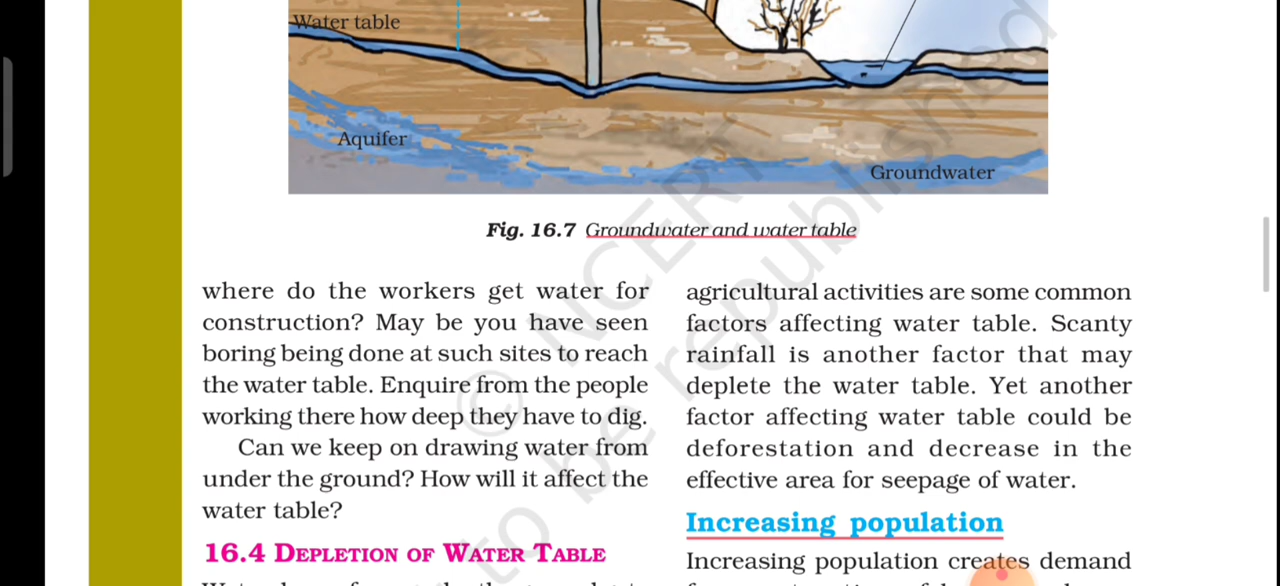 Water table
Aquifer
Groundwater
Fig. 16.7 Groundwater and water table
where do the workers get water for
construction? May be you have seen
boring being done at such sites to reach
the water table. Enquire from the people
working there how deep they have to dig.
Can we keep on drawing water from
under the ground? How will it affect the
water table?
16.4 DEPLETION OF WATER TABLE
agricultural activities are some common
factors affecting water table. Scanty
rainfall is another factor that may
deplete the water table. Yet another
factor affecting water table could be
deforestation and decrease in the
effective area for seepage of water.
Increasing population
Increasing population creates demand
© NCERT
to be republished